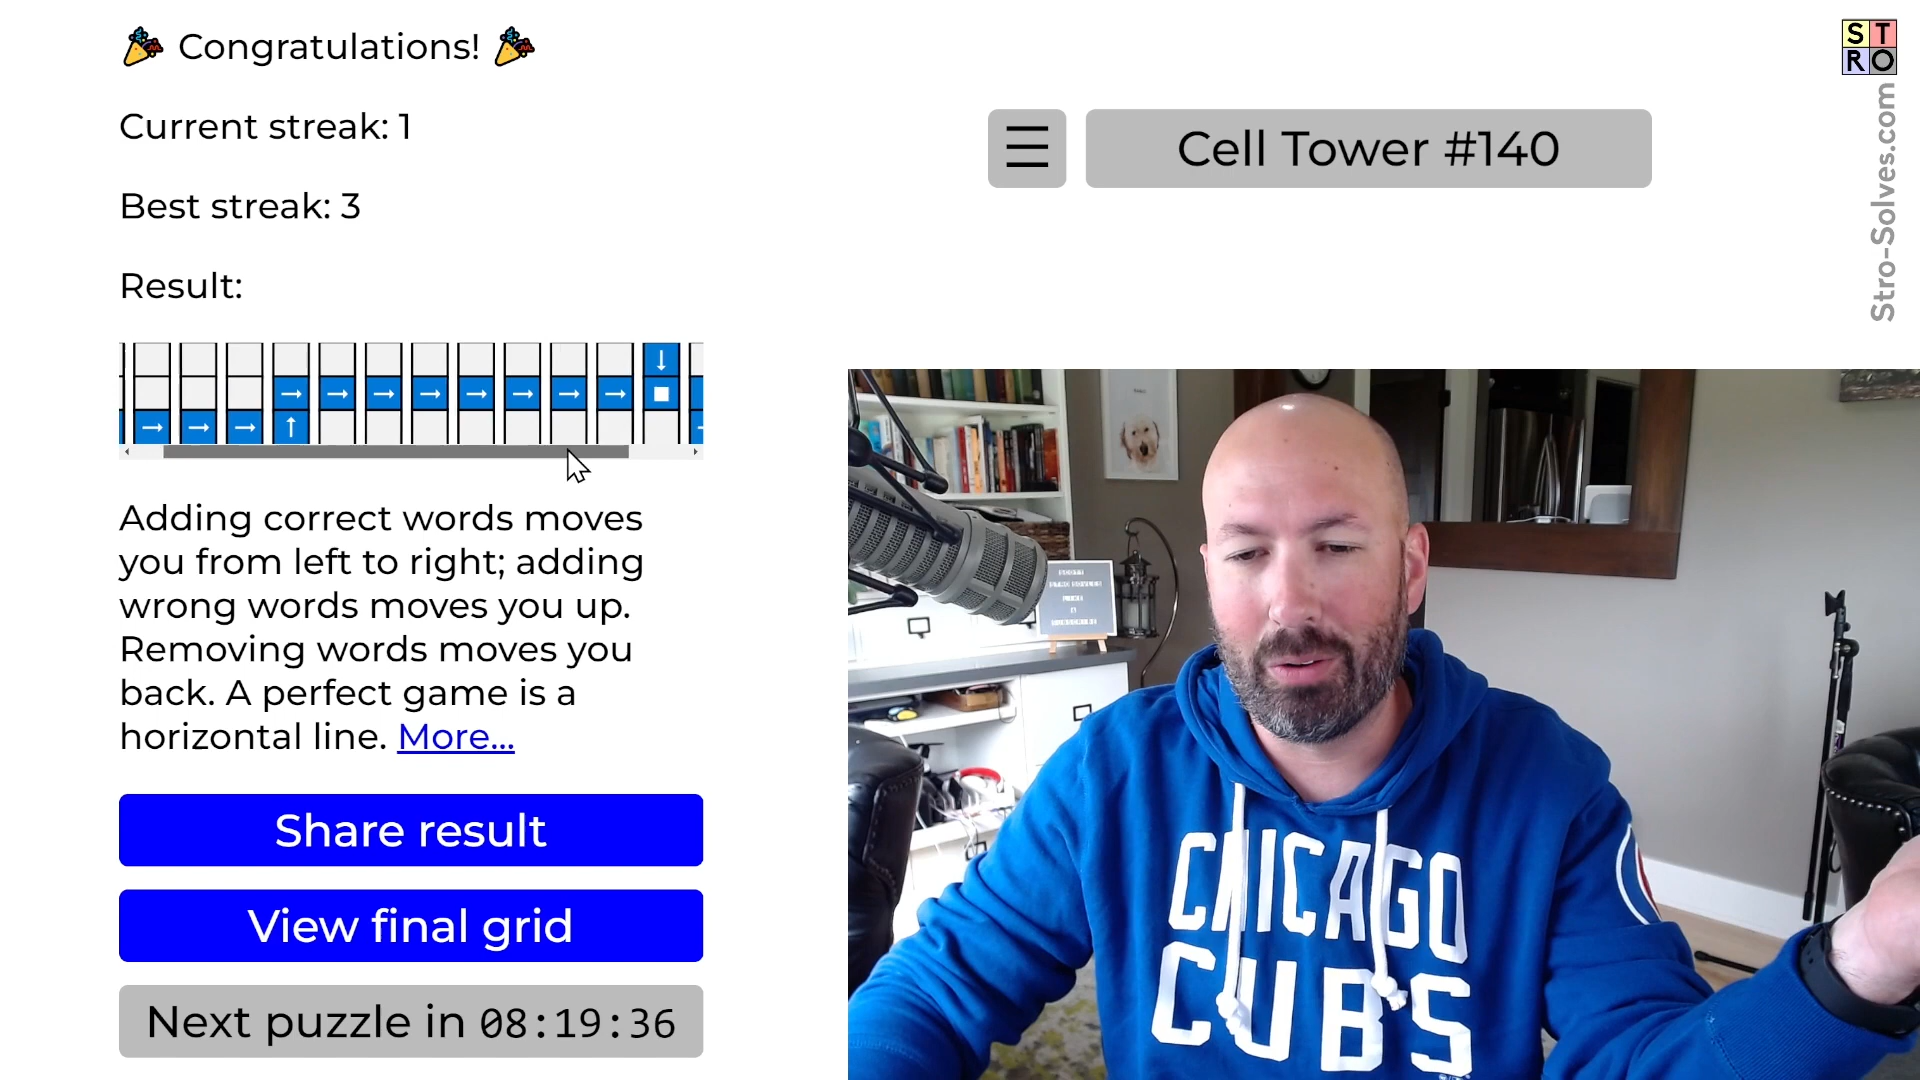 🎉 Congratulations! 🎉
Current streak: 1
Best streak: 3
Result:
Adding correct words moves
you from left to right; adding
wrong words moves you up.
Removing words moves you
back. A perfect game is a
horizontal line. More...
Share result
View final grid
Next puzzle in 08:19:36
☰ Cell Tower #140
ST
RO
Stro-Solves.com
CHICAGO
CUBS